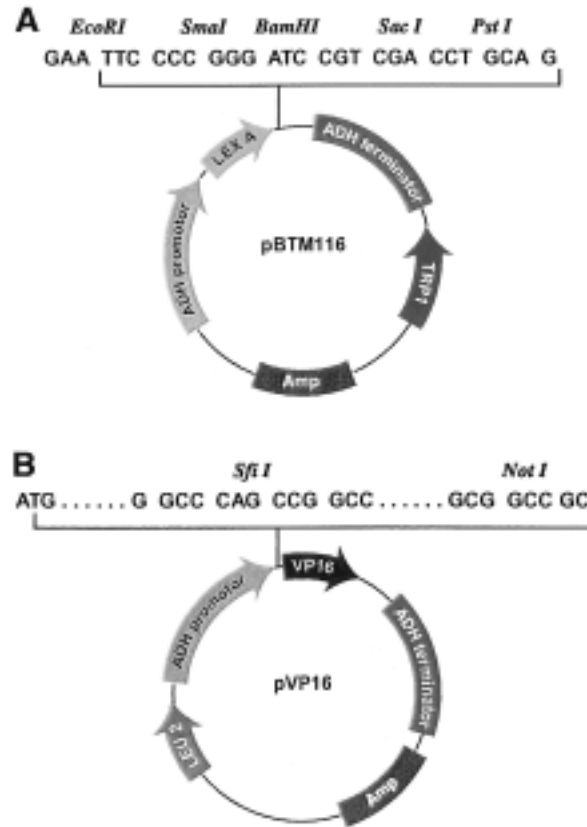 A
EcoRI SmaI BamHI Sac I Pst I
GAA TTC CCC GGG ATC CGT CGA CCT GCA G
LEX 4
ADH terminator
ADH promotor
pBTM116
TRP1
Amp
B
Sfi I Not I
ATG......G GCC CAG CCG GCC......GCG GCC GC
VP16
ADH promotor
ADH terminator
pVP16
LEU 2
Amp